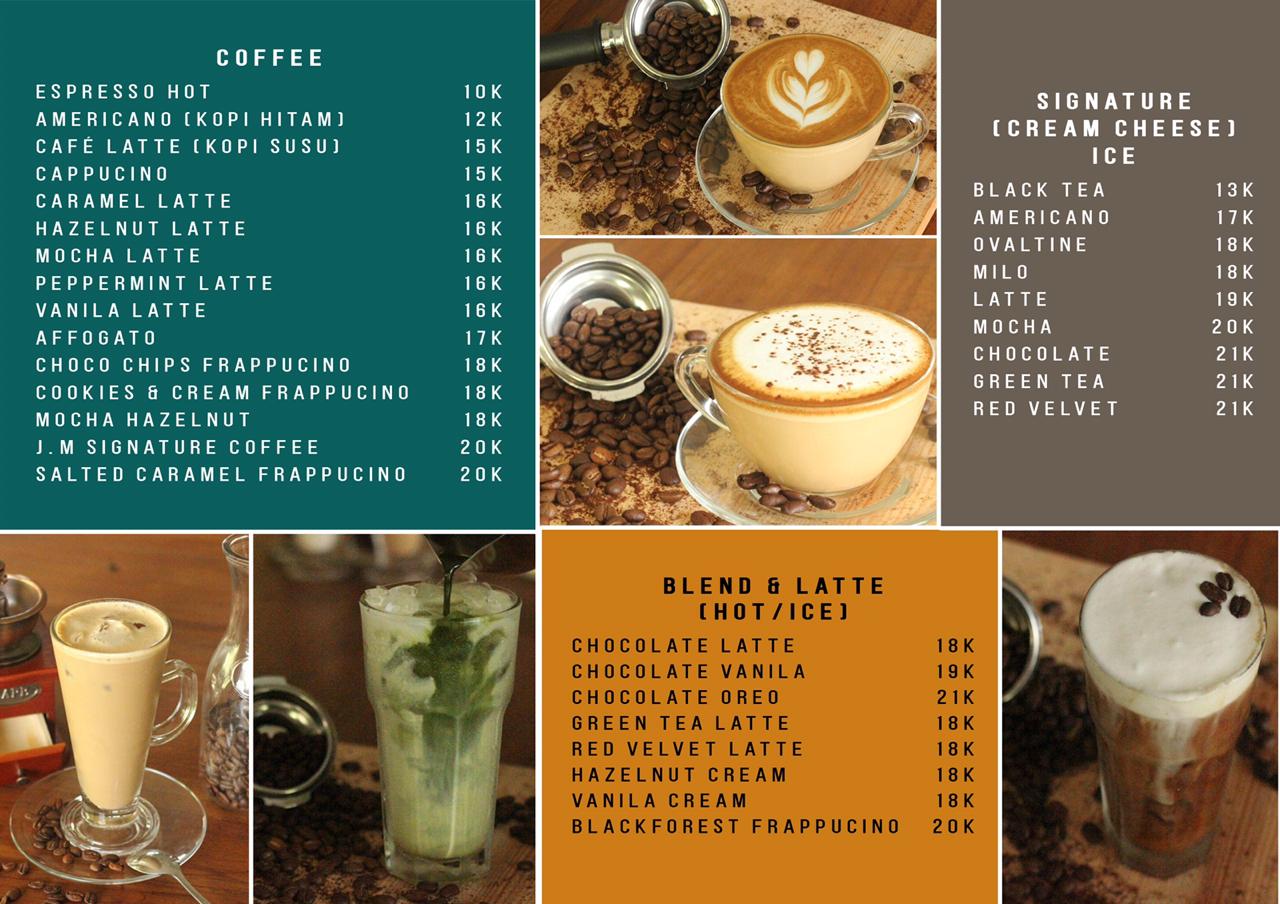 COFFEE
ESPRESSO HOT 10K
AMERICANO (KOPI HITAM) 12K
CAFÉ LATTE (KOPI SUSU) 15K
CAPPUCINO 15K
CARAMEL LATTE 16K
HAZELNUT LATTE 16K
MOCHA LATTE 16K
PEPPERMINT LATTE 16K
VANILA LATTE 16K
AFFOGATO 17K
CHOCO CHIPS FRAPPUCINO 18K
COOKIES & CREAM FRAPPUCINO 18K
MOCHA HAZELNUT 18K
J.M SIGNATURE COFFEE 20K
SALTED CARAMEL FRAPPUCINO 20K
SIGNATURE
(CREAM CHEESE)
ICE
BLACK TEA 13K
AMERICANO 17K
OVALTINE 18K
MILO 18K
LATTE 19K
MOCHA 20K
CHOCOLATE 21K
GREEN TEA 21K
RED VELVET 21K
BLEND & LATTE
(HOT/ICE)
CHOCOLATE LATTE 18K
CHOCOLATE VANILA 19K
CHOCOLATE OREO 21K
GREEN TEA LATTE 18K
RED VELVET LATTE 18K
HAZELNUT CREAM 18K
VANILA CREAM 18K
BLACKFOREST FRAPPUCINO 20K